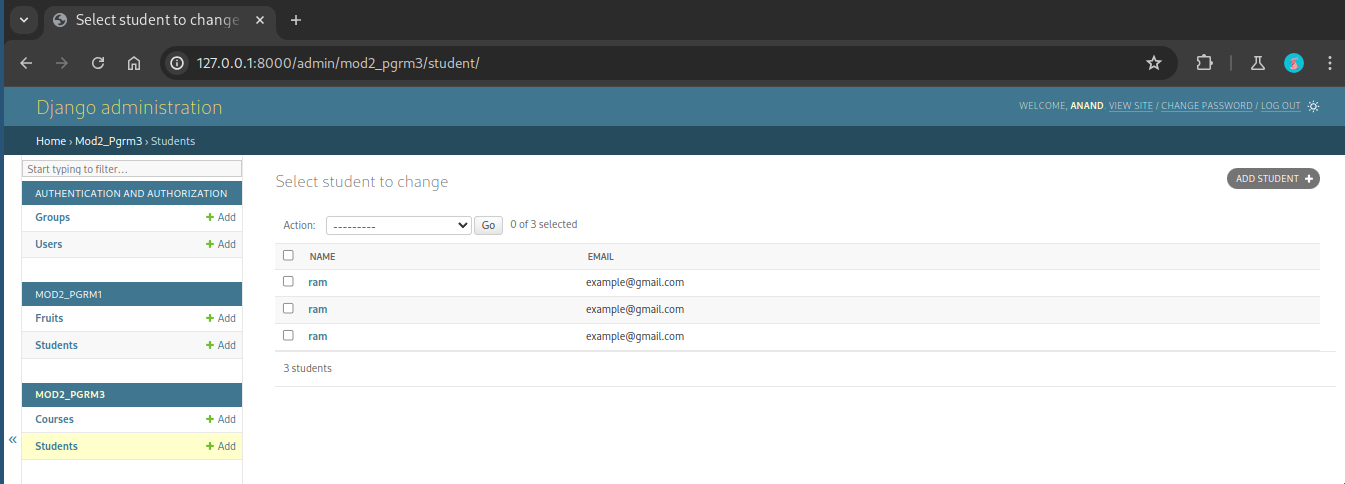 Select student to change
127.0.0.1:8000/admin/mod2_pgrm3/student/
Django administration
WELCOME, ANAND. VIEW SITE / CHANGE PASSWORD / LOG OUT
Home › Mod2_Pgrm3 › Students
Start typing to filter...
AUTHENTICATION AND AUTHORIZATION
Groups + Add
Users + Add
MOD2_PGRM1
Fruits + Add
Students + Add
MOD2_PGRM3
Courses + Add
Students + Add
«
Select student to change
ADD STUDENT +
Action: --------- Go 0 of 3 selected
NAME EMAIL
ram example@gmail.com
ram example@gmail.com
ram example@gmail.com
3 students